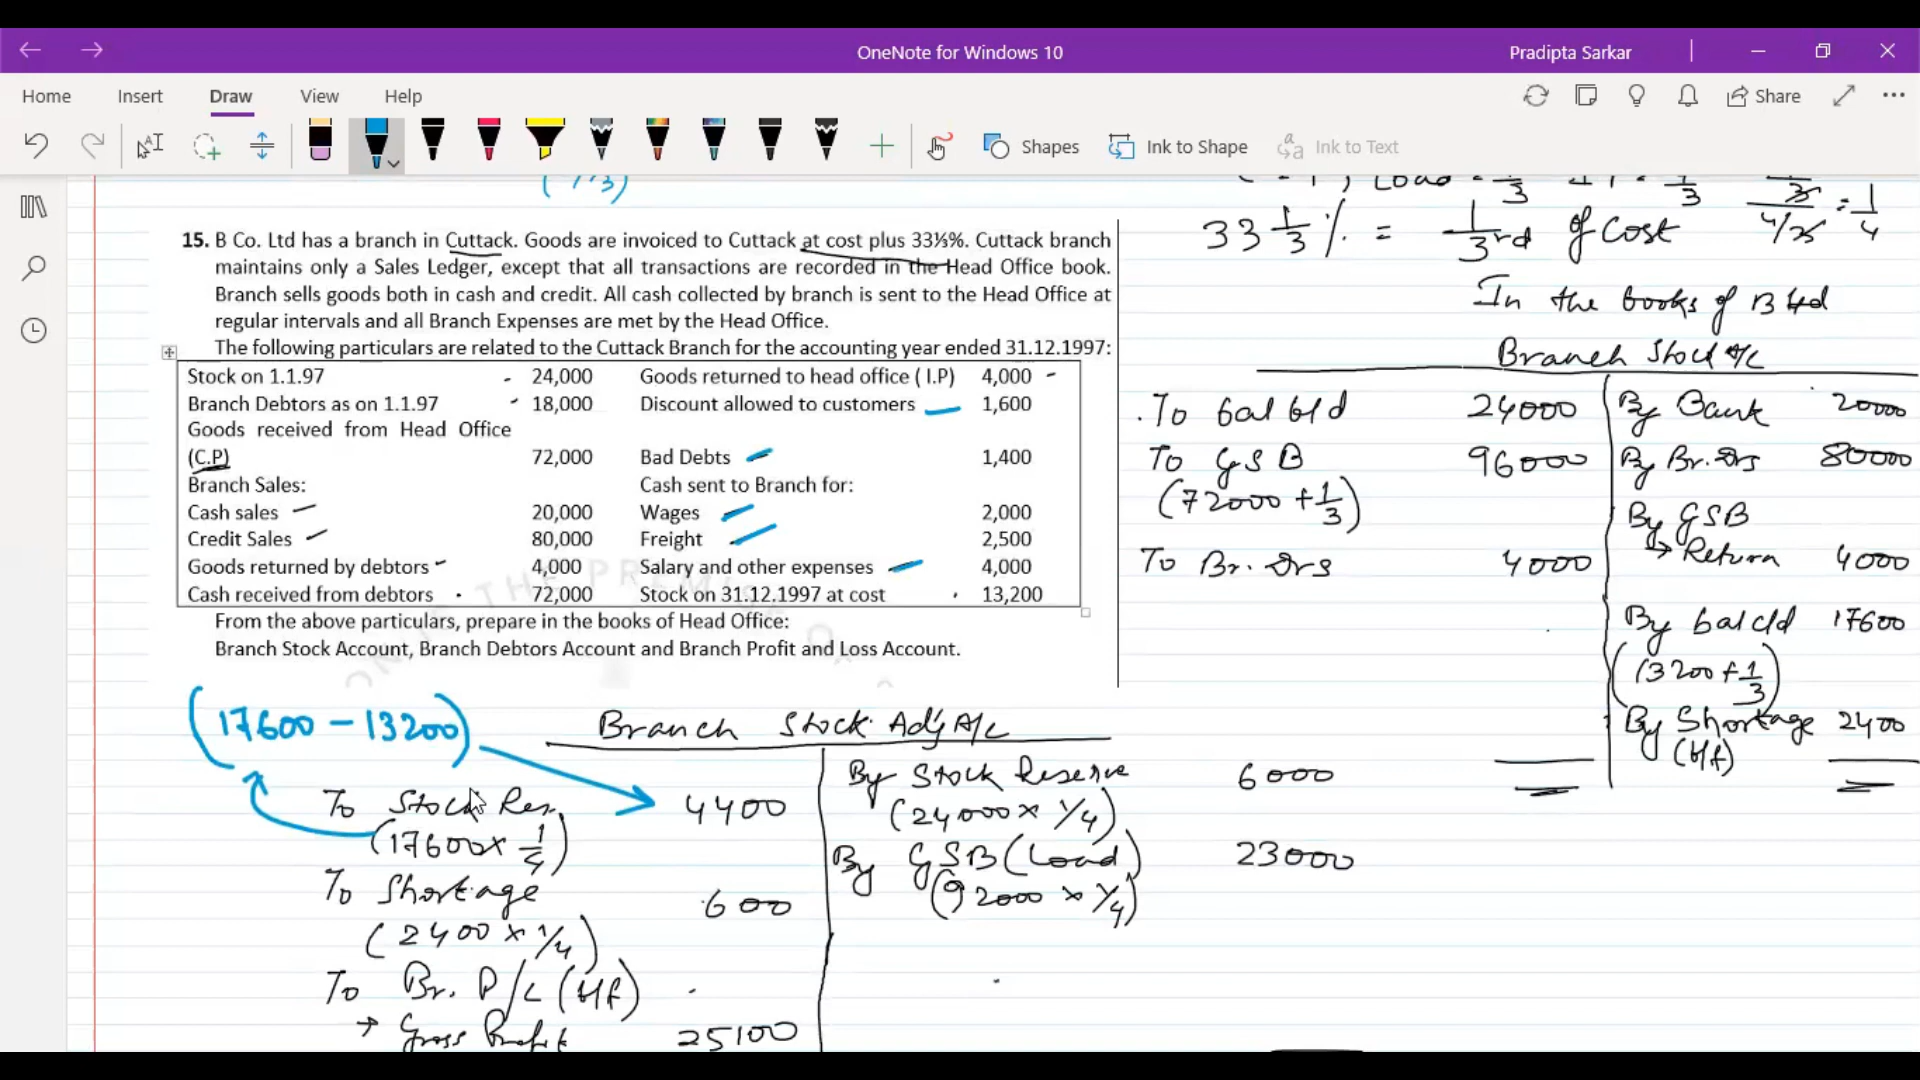 OneNote for Windows 10
Pradipta Sarkar
Home Insert Draw View Help
Share
Shapes Ink to Shape Ink to Text
33 1/3 % = 1/3 rd of Cost
4/3 = 1/4
In the books of B Ltd
15. B Co. Ltd has a branch in Cuttack. Goods are invoiced to Cuttack at cost plus 33⅓%. Cuttack branch
maintains only a Sales Ledger, except that all transactions are recorded in the Head Office book.
Branch sells goods both in cash and credit. All cash collected by branch is sent to the Head Office at
regular intervals and all Branch Expenses are met by the Head Office.
The following particulars are related to the Cuttack Branch for the accounting year ended 31.12.1997:
Stock on 1.1.97 24,000 Goods returned to head office ( I.P) 4,000
Branch Debtors as on 1.1.97 18,000 Discount allowed to customers 1,600
Goods received from Head Office
(C.P) 72,000 Bad Debts 1,400
Branch Sales: Cash sent to Branch for:
Cash sales 20,000 Wages 2,000
Credit Sales 80,000 Freight 2,500
Goods returned by debtors 4,000 Salary and other expenses 4,000
Cash received from debtors 72,000 Stock on 31.12.1997 at cost 13,200
From the above particulars, prepare in the books of Head Office:
Branch Stock Account, Branch Debtors Account and Branch Profit and Loss Account.
Branch Stock A/c
To bal b/d 24000 By Bank 20000
To GSB 96000 By Br. Drs 80000
(72000 + 1/3) By GSB
→ Return 4000
To Br. Drs 4000
By bal c/d 17600
(13200 + 1/3)
By Shortage 2400
(b/f)
(17600 - 13200)
Branch Stock Adj A/c
To Stock Res. 4400 By Stock Reserve 6000
(17600 x 1/4) (24000 x 1/4)
To Shortage 600 By GSB (Load) 23000
(2400 x 1/4) (92000 x 1/4)
To Br. P/L (b/f)
→ Gross Profit 25100